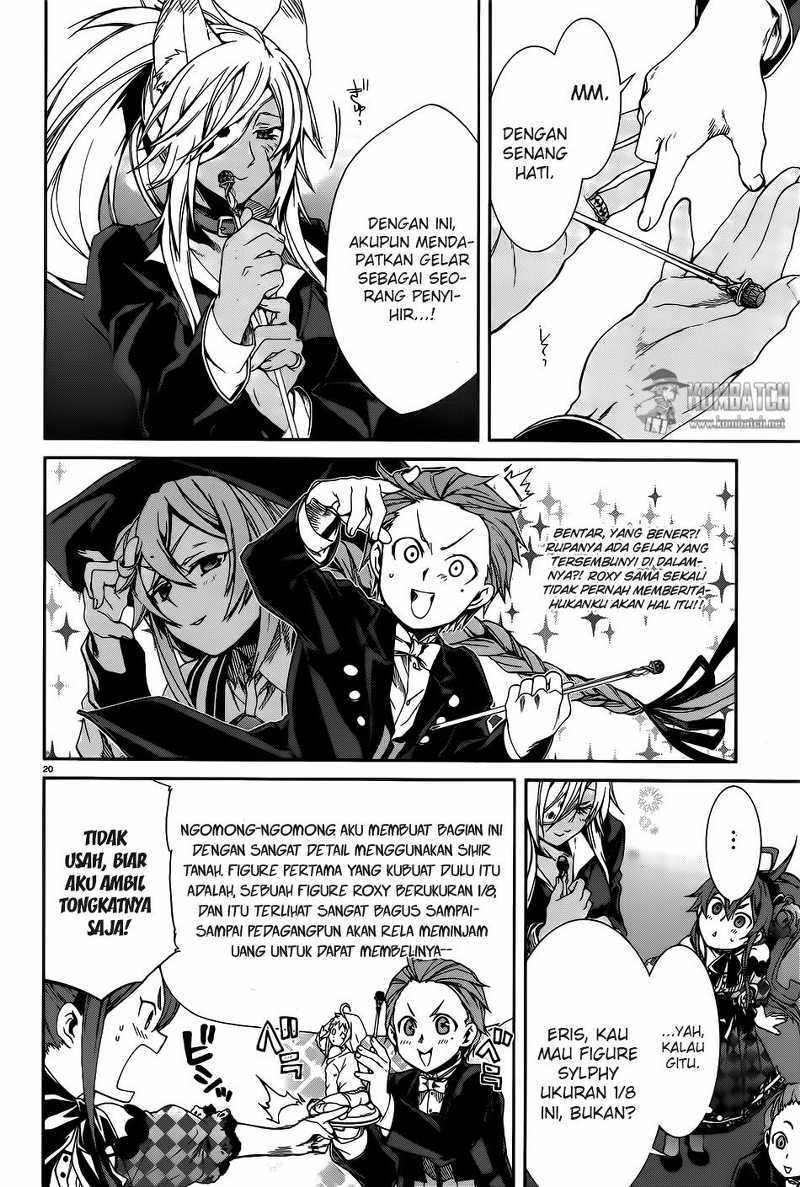 MM.
DENGAN
SENANG
HATI.
DENGAN INI,
AKUPUN MENDA-
PATKAN GELAR
SEBAGAI SEO-
RANG PENYI-
HIR...!
KOMBATCH
www.kombatch.net
BENTAR, YANG BENER?!
RUPANYA ADA GELAR YANG
TERSEMBUNYI DI DALAM-
NYA?! ROXY SAMA SEKALI
TIDAK PERNAH MEMBERITA-
HUKANKU AKAN HAL ITU!!
20
...
...YAH,
KALAU
GITU.
ERIS, KAU
MAU FIGURE
SYLPHY
UKURAN 1/8
INI, BUKAN?
NGOMONG-NGOMONG AKU MEMBUAT BAGIAN INI
DENGAN SANGAT DETAIL MENGGUNAKAN SIHIR
TANAH. FIGURE PERTAMA YANG KUBUAT DULU ITU
ADALAH, SEBUAH FIGURE ROXY BERUKURAN 1/8,
DAN ITU TERLIHAT SANGAT BAGUS SAMPAI-
SAMPAI PEDAGANGPUN AKAN RELA MEMINJAM
UANG UNTUK DAPAT MEMBELINYA--
TIDAK
USAH, BIAR
AKU AMBIL
TONGKATNYA
SAJA!